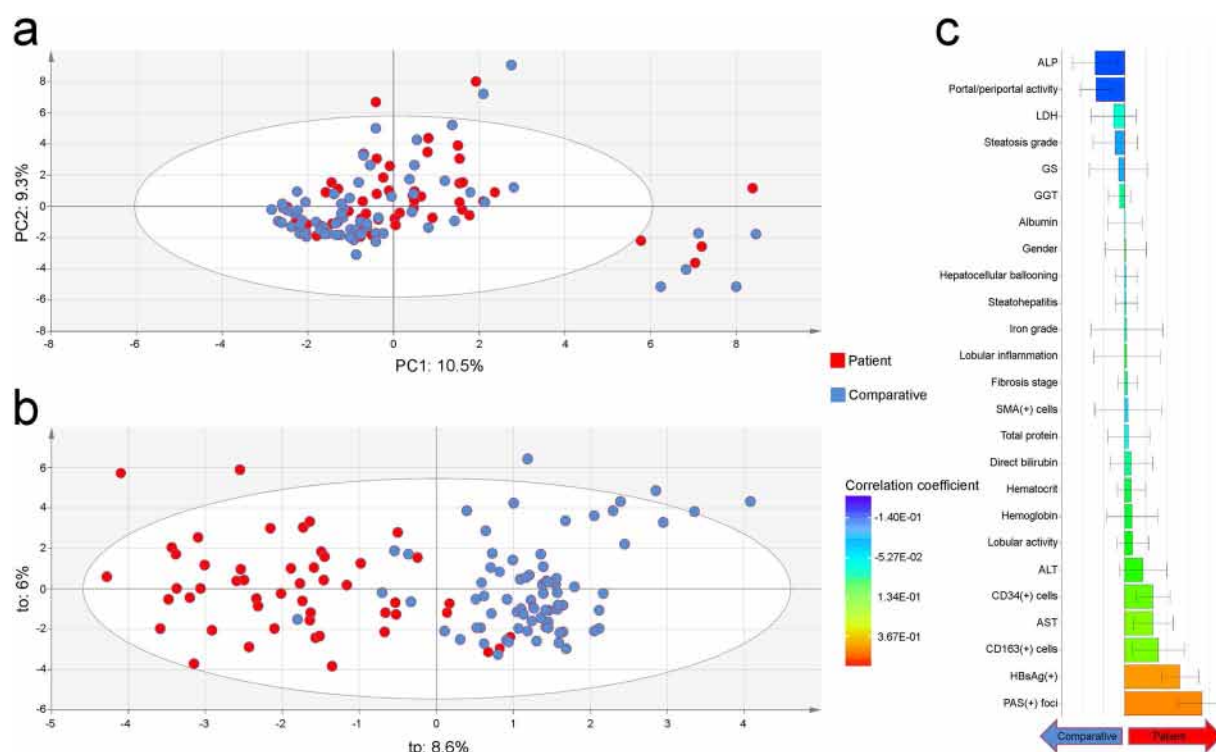 a
8
6
4
2
0
-2
-4
-6
-8
-8
-6
-4
-2
0
2
4
6
8
PC2: 9.3%
PC1: 10.5%
b
6
4
2
0
-2
-4
-6
-5
-4
-3
-2
-1
0
1
2
3
4
5
to: 6%
tp: 8.6%
Patient
Comparative
Correlation coefficient
-1.40E-01
-5.27E-02
1.34E-01
3.67E-01
c
ALP
Portal/periportal activity
LDH
Steatosis grade
GS
GGT
Albumin
Gender
Hepatocellular ballooning
Steatohepatitis
Iron grade
Lobular inflammation
Fibrosis stage
SMA(+) cells
Total protein
Direct bilirubin
Hematocrit
Hemoglobin
Lobular activity
ALT
CD34(+) cells
AST
CD163(+) cells
HBsAg(+)
PAS(+) foci
Comparative
Patient